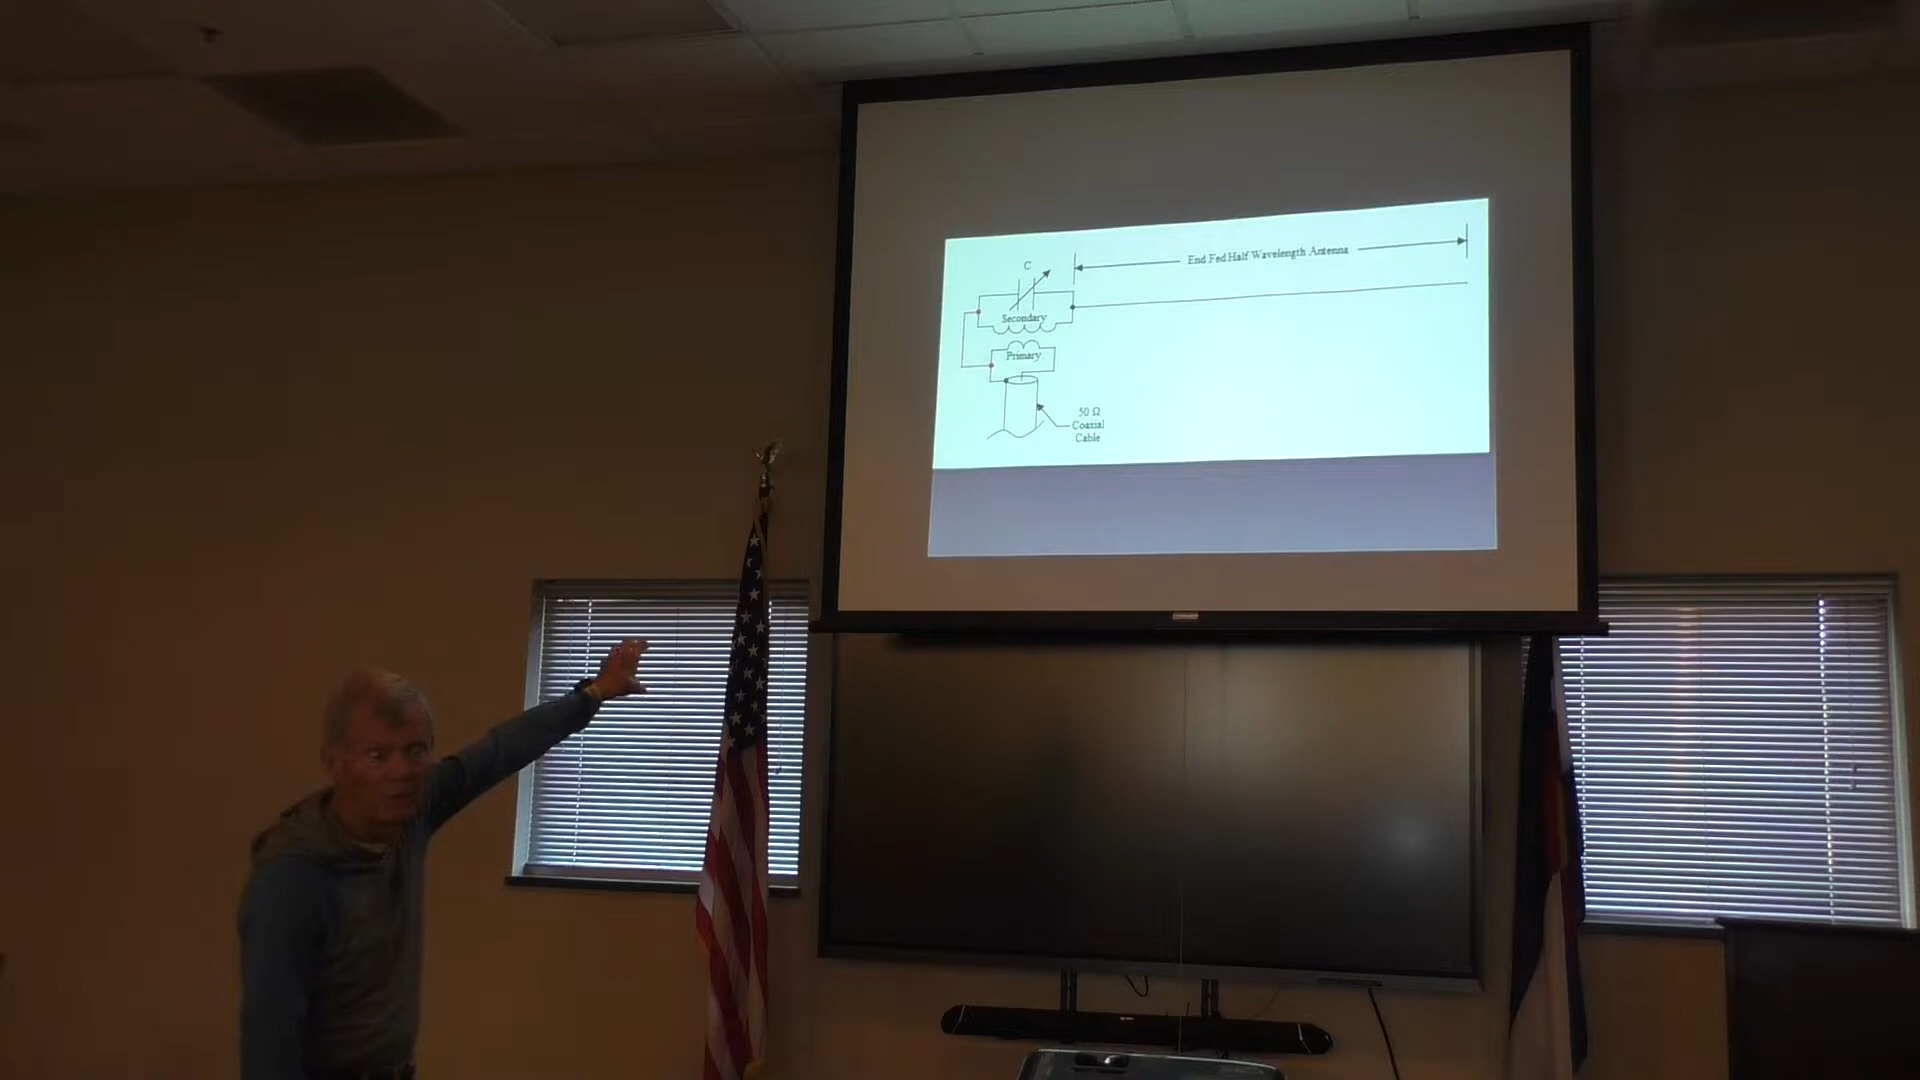 End Fed Half Wavelength Antenna
C
Secondary
Primary
50 Ω
Coaxial
Cable